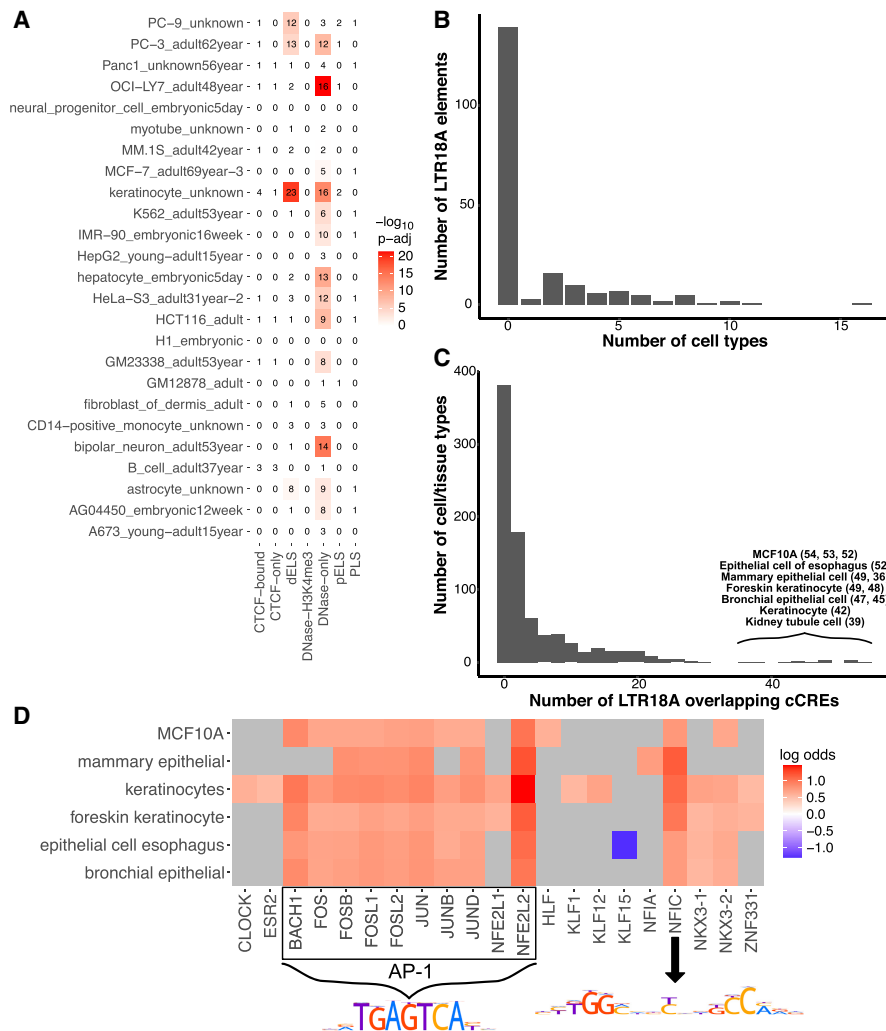 A
PC-9_unknown 1 0 12 0 3 2 1
PC-3_adult62year 1 0 13 0 12 1 0
Panc1_unknown56year 1 1 1 0 4 0 1
OCI-LY7_adult48year 1 1 2 0 16 1 0
neural_progenitor_cell_embryonic5day 0 0 0 0 0 0 0
myotube_unknown 0 0 1 0 2 0 0
MM.1S_adult42year 1 0 2 0 2 0 0
MCF-7_adult69year-3 0 0 0 0 5 0 1
keratinocyte_unknown 4 1 23 0 16 2 0
K562_adult53year 0 0 1 0 6 0 1
IMR-90_embryonic16week 0 0 0 0 10 0 1
HepG2_young-adult15year 0 0 0 0 3 0 0
hepatocyte_embryonic5day 0 0 2 0 13 0 0
HeLa-S3_adult31year-2 1 0 3 0 12 0 1
HCT116_adult 1 1 1 0 9 0 1
H1_embryonic 0 0 0 0 0 0 0
GM23338_adult53year 1 1 0 0 8 0 0
GM12878_adult 0 0 0 0 1 1 0
fibroblast_of_dermis_adult 0 0 1 0 5 0 0
CD14-positive_monocyte_unknown 0 0 3 0 3 0 0
bipolar_neuron_adult53year 0 0 1 0 14 0 0
B_cell_adult37year 3 3 0 0 1 0 0
astrocyte_unknown 0 0 8 0 9 0 1
AG04450_embryonic12week 0 0 1 0 8 0 1
A673_young-adult15year 0 0 0 0 3 0 0
CTCF-bound
CTCF-only
dELS
DNase-H3K4me3
DNase-only
pELS
PLS
-log10
p-adj
20
15
10
5
0
B
Number of LTR18A elements
100
50
0
0 5 10 15
Number of cell types
C
Number of cell/tissue types
400
300
200
100
0
MCF10A (54, 53, 52)
Epithelial cell of esophagus (52
Mammary epithelial cell (49, 36
Foreskin keratinocyte (49, 48)
Bronchial epithelial cell (47, 45)
Keratinocyte (42)
Kidney tubule cell (39)
0 20 40
Number of LTR18A overlapping cCREs
D
MCF10A
mammary epithelial
keratinocytes
foreskin keratinocyte
epithelial cell esophagus
bronchial epithelial
log odds
1.0
0.5
0.0
-0.5
-1.0
CLOCK
ESR2
BACH1
FOS
FOSB
FOSL1
FOSL2
JUN
JUNB
JUND
NFE2L1
NFE2L2
HLF
KLF1
KLF12
KLF15
NFIA
NFIC
NKX3-1
NKX3-2
ZNF331
AP-1
TGAGTCA
TTGG C GCCA